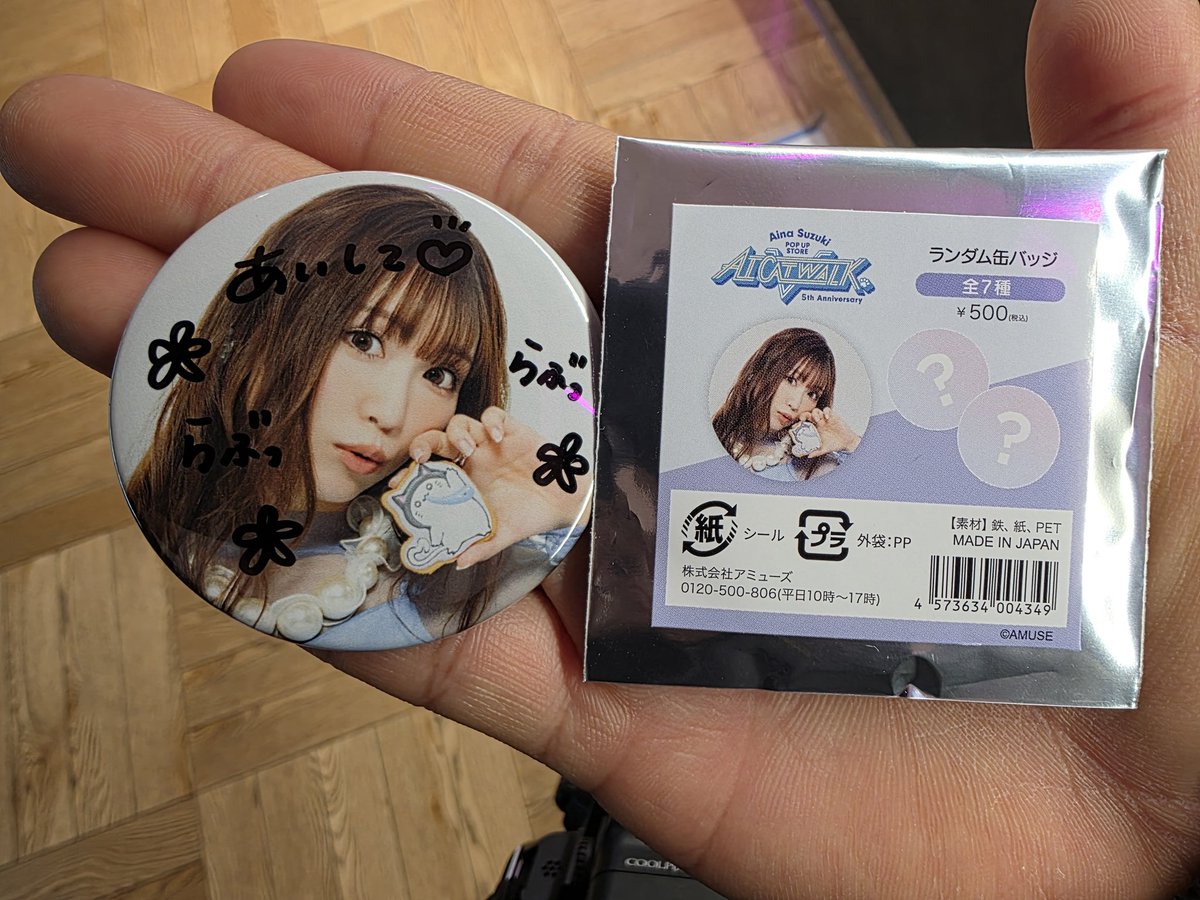 あいして♡
らぶっ
らぶっ
Aina Suzuki
POP UP
STORE
AICATWALK
5th Anniversary
ランダム缶バッジ
全7種
￥500(税込)
?
?
紙
シール
プラ
外袋:PP
【素材】鉄、紙、PET
MADE IN JAPAN
株式会社アミューズ
0120-500-806(平日10時〜17時)
4 573634 004349
©AMUSE